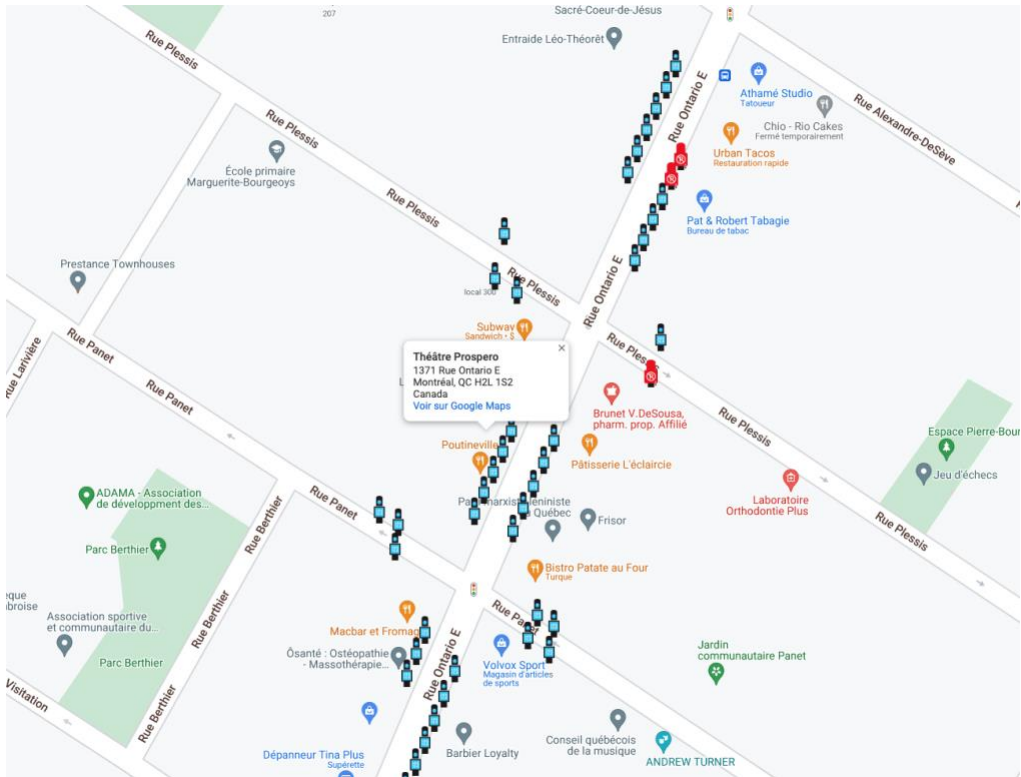 207
Sacré-Coeur-de-Jésus
Entraide Léo-Théorêt
Rue Plessis
Rue Ontario E
Athamé Studio
Tatoueur
Rue Alexandre-DeSève
Chio - Rio Cakes
Fermé temporairement
Rue Plessis
Urban Tacos
Restauration rapide
École primaire
Marguerite-Bourgeoys
Rue Plessis
Pat & Robert Tabagie
Bureau de tabac
Prestance Townhouses
Rue Plessis
Rue Ontario E
local 300
Subway
Sandwich • $
Rue Larivière
Rue Panet
Rue Plessis
Théâtre Prospero
1371 Rue Ontario E
Montréal, QC H2L 1S2
Canada
Voir sur Google Maps
Rue Panet
Brunet V.DeSousa,
pharm. prop. Affilié
Rue Plessis
Espace Pierre-Bour
Poutineville
Pâtisserie L'éclaircie
Jeu d'échecs
ADAMA - Association
de développment des...
Rue Panet
Laboratoire
Orthodontie Plus
Rue Plessis
Québec
Frisor
Rue Berthier
Parc Berthier
Bistro Patate au Four
Turque
Association sportive
et communautaire du...
Rue Berthier
Macbar et Fromag
Rue Panet
Ôsanté : Ostéopathie
- Massothérapie...
Rue Ontario E
Volvox Sport
Magasin d'articles
de sports
Jardin
communautaire Panet
Parc Berthier
Visitation
Rue Berthier
Dépanneur Tina Plus
Supérette
Barbier Loyalty
Conseil québécois
de la musique
ANDREW TURNER